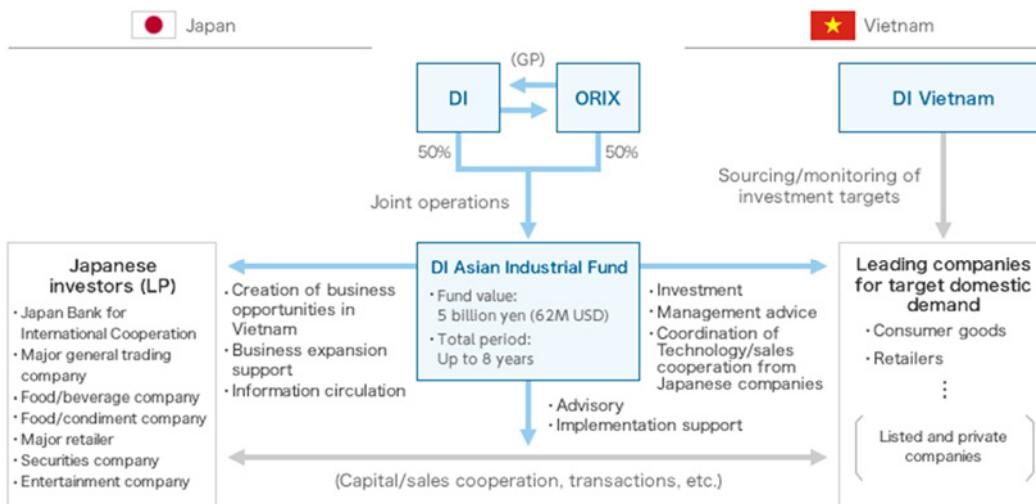 Japan
Vietnam
(GP)
DI
ORIX
DI Vietnam
50%
50%
Joint operations
Sourcing/monitoring of
investment targets
Japanese
investors (LP)
・Japan Bank for
International Cooperation
・Major general trading
company
・Food/beverage company
・Food/condiment company
・Major retailer
・Securities company
・Entertainment company
・Creation of business
opportunities in
Vietnam
・Business expansion
support
・Information circulation
DI Asian Industrial Fund
・Fund value:
5 billion yen (62M USD)
・Total period:
Up to 8 years
・Investment
・Management advice
・Coordination of
Technology/sales
cooperation from
Japanese companies
Leading companies
for target domestic
demand
・Consumer goods
・Retailers
⋮
Listed and private
companies
・Advisory
・Implementation support
(Capital/sales cooperation, transactions, etc.)